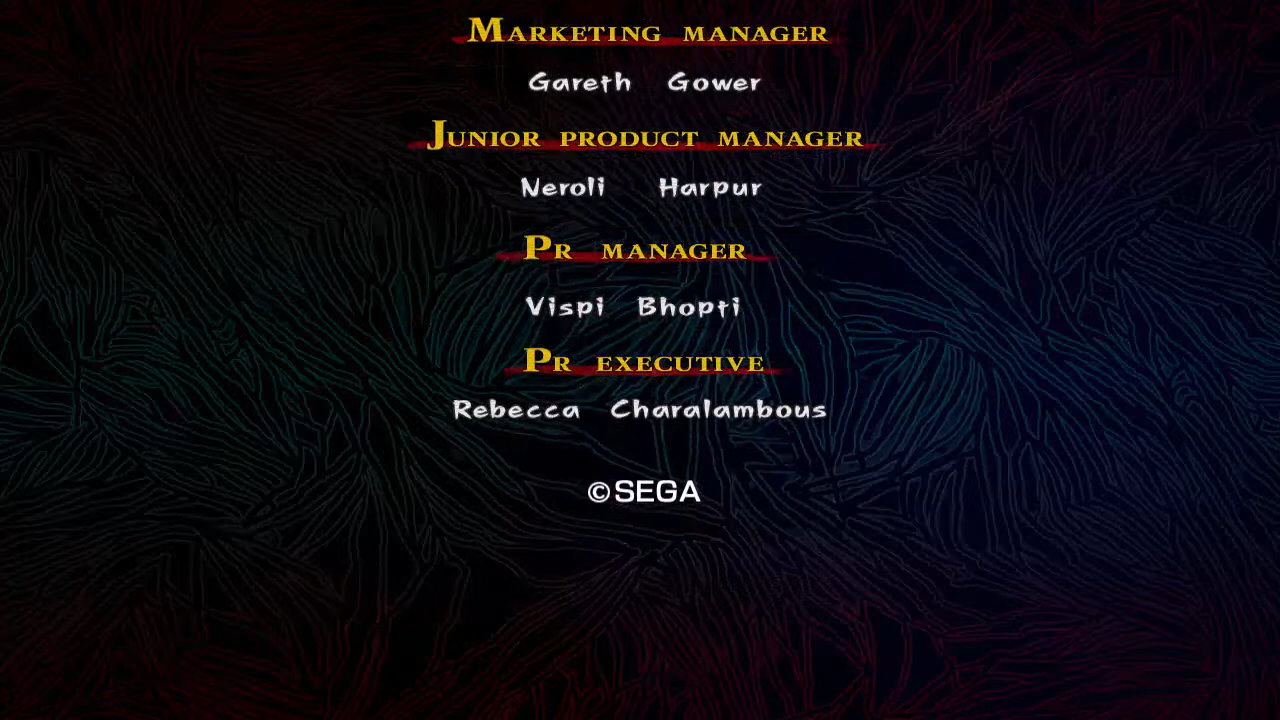 Marketing manager
Gareth Gower
Junior product manager
Neroli Harpur
Pr manager
Vispi Bhopti
Pr executive
Rebecca Charalambous
©SEGA